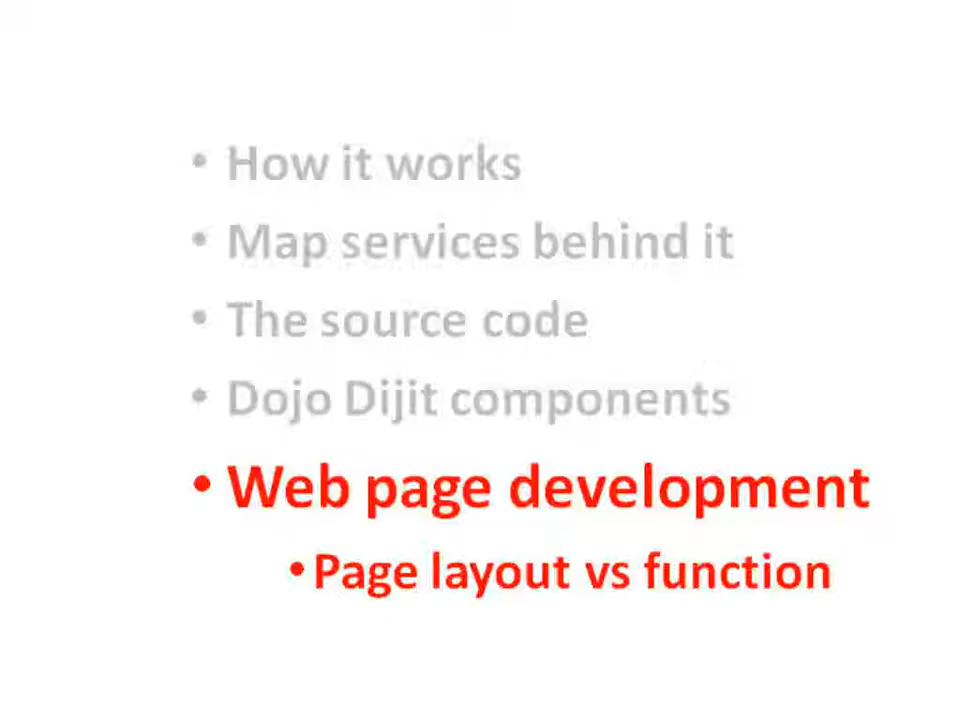 • How it works
• Map services behind it
• The source code
• Dojo Dijit components
• Web page development
• Page layout vs function